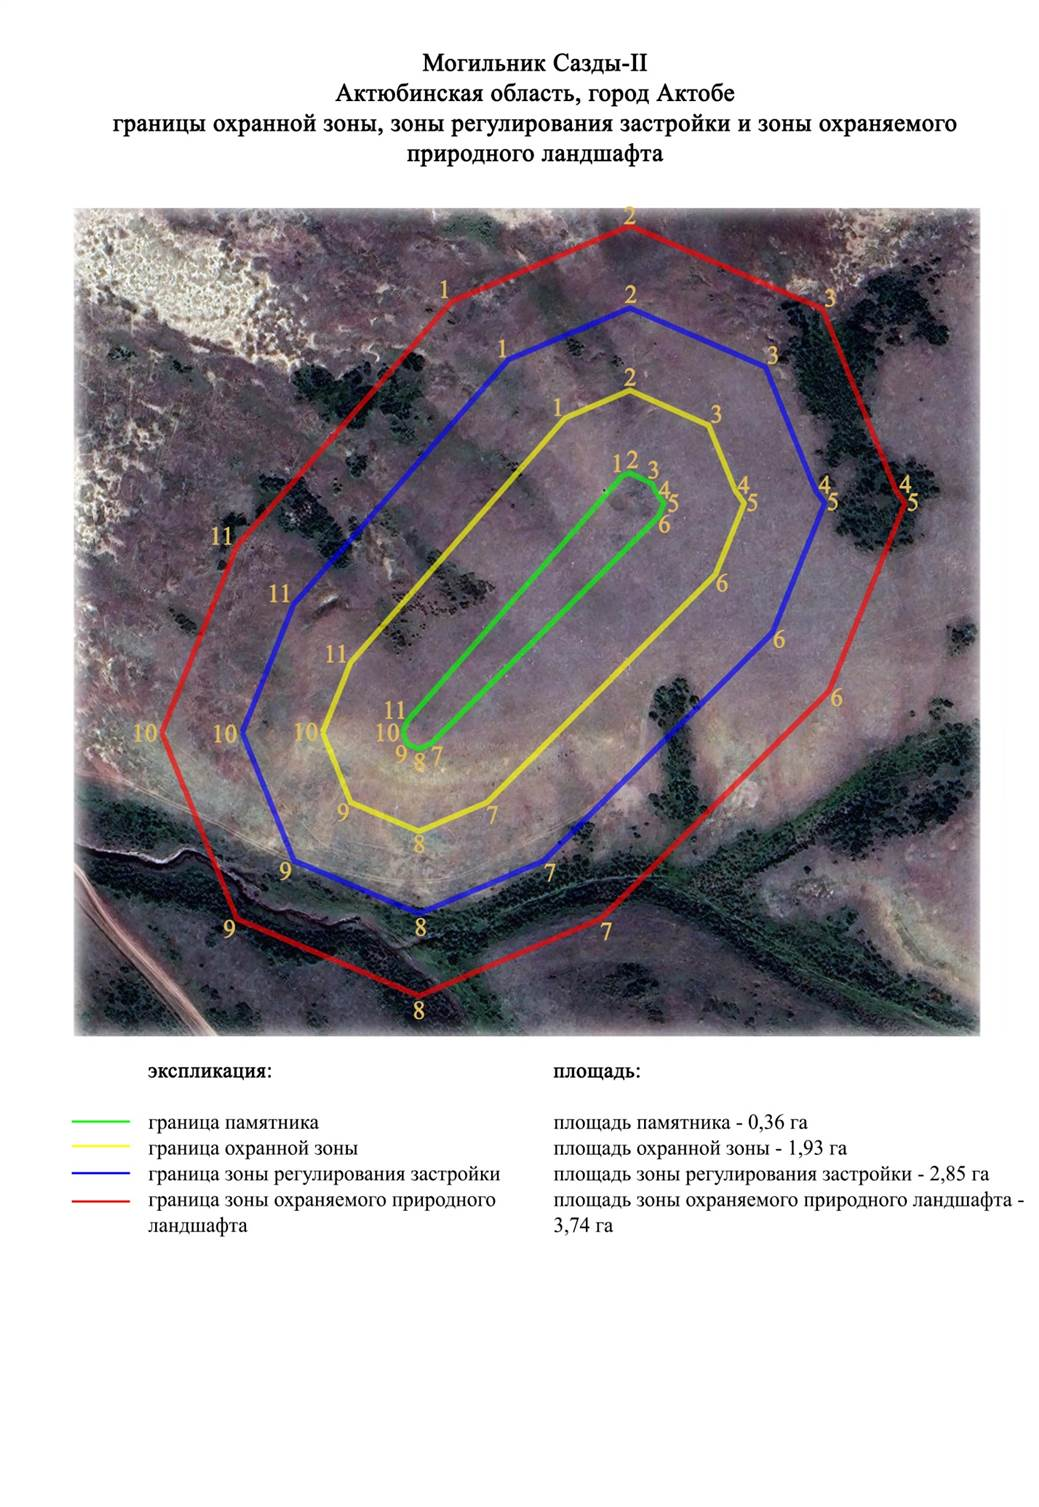 Могильник Сазды-II
Актюбинская область, город Актобе
границы охранной зоны, зоны регулирования застройки и зоны охраняемого
природного ландшафта
2
1
3
2
1
3
2
1
3
1 2 3
4
5
6
4
5
4
5
4
5
11
11
11
6
6
6
11
10
10
10
10
9 8 7
9
8
7
9
8
7
9
8
7
экспликация:
площадь:
граница памятника
площадь памятника - 0,36 га
граница охранной зоны
площадь охранной зоны - 1,93 га
граница зоны регулирования застройки
площадь зоны регулирования застройки - 2,85 га
граница зоны охраняемого природного
площадь зоны охраняемого природного ландшафта -
ландшафта
3,74 га